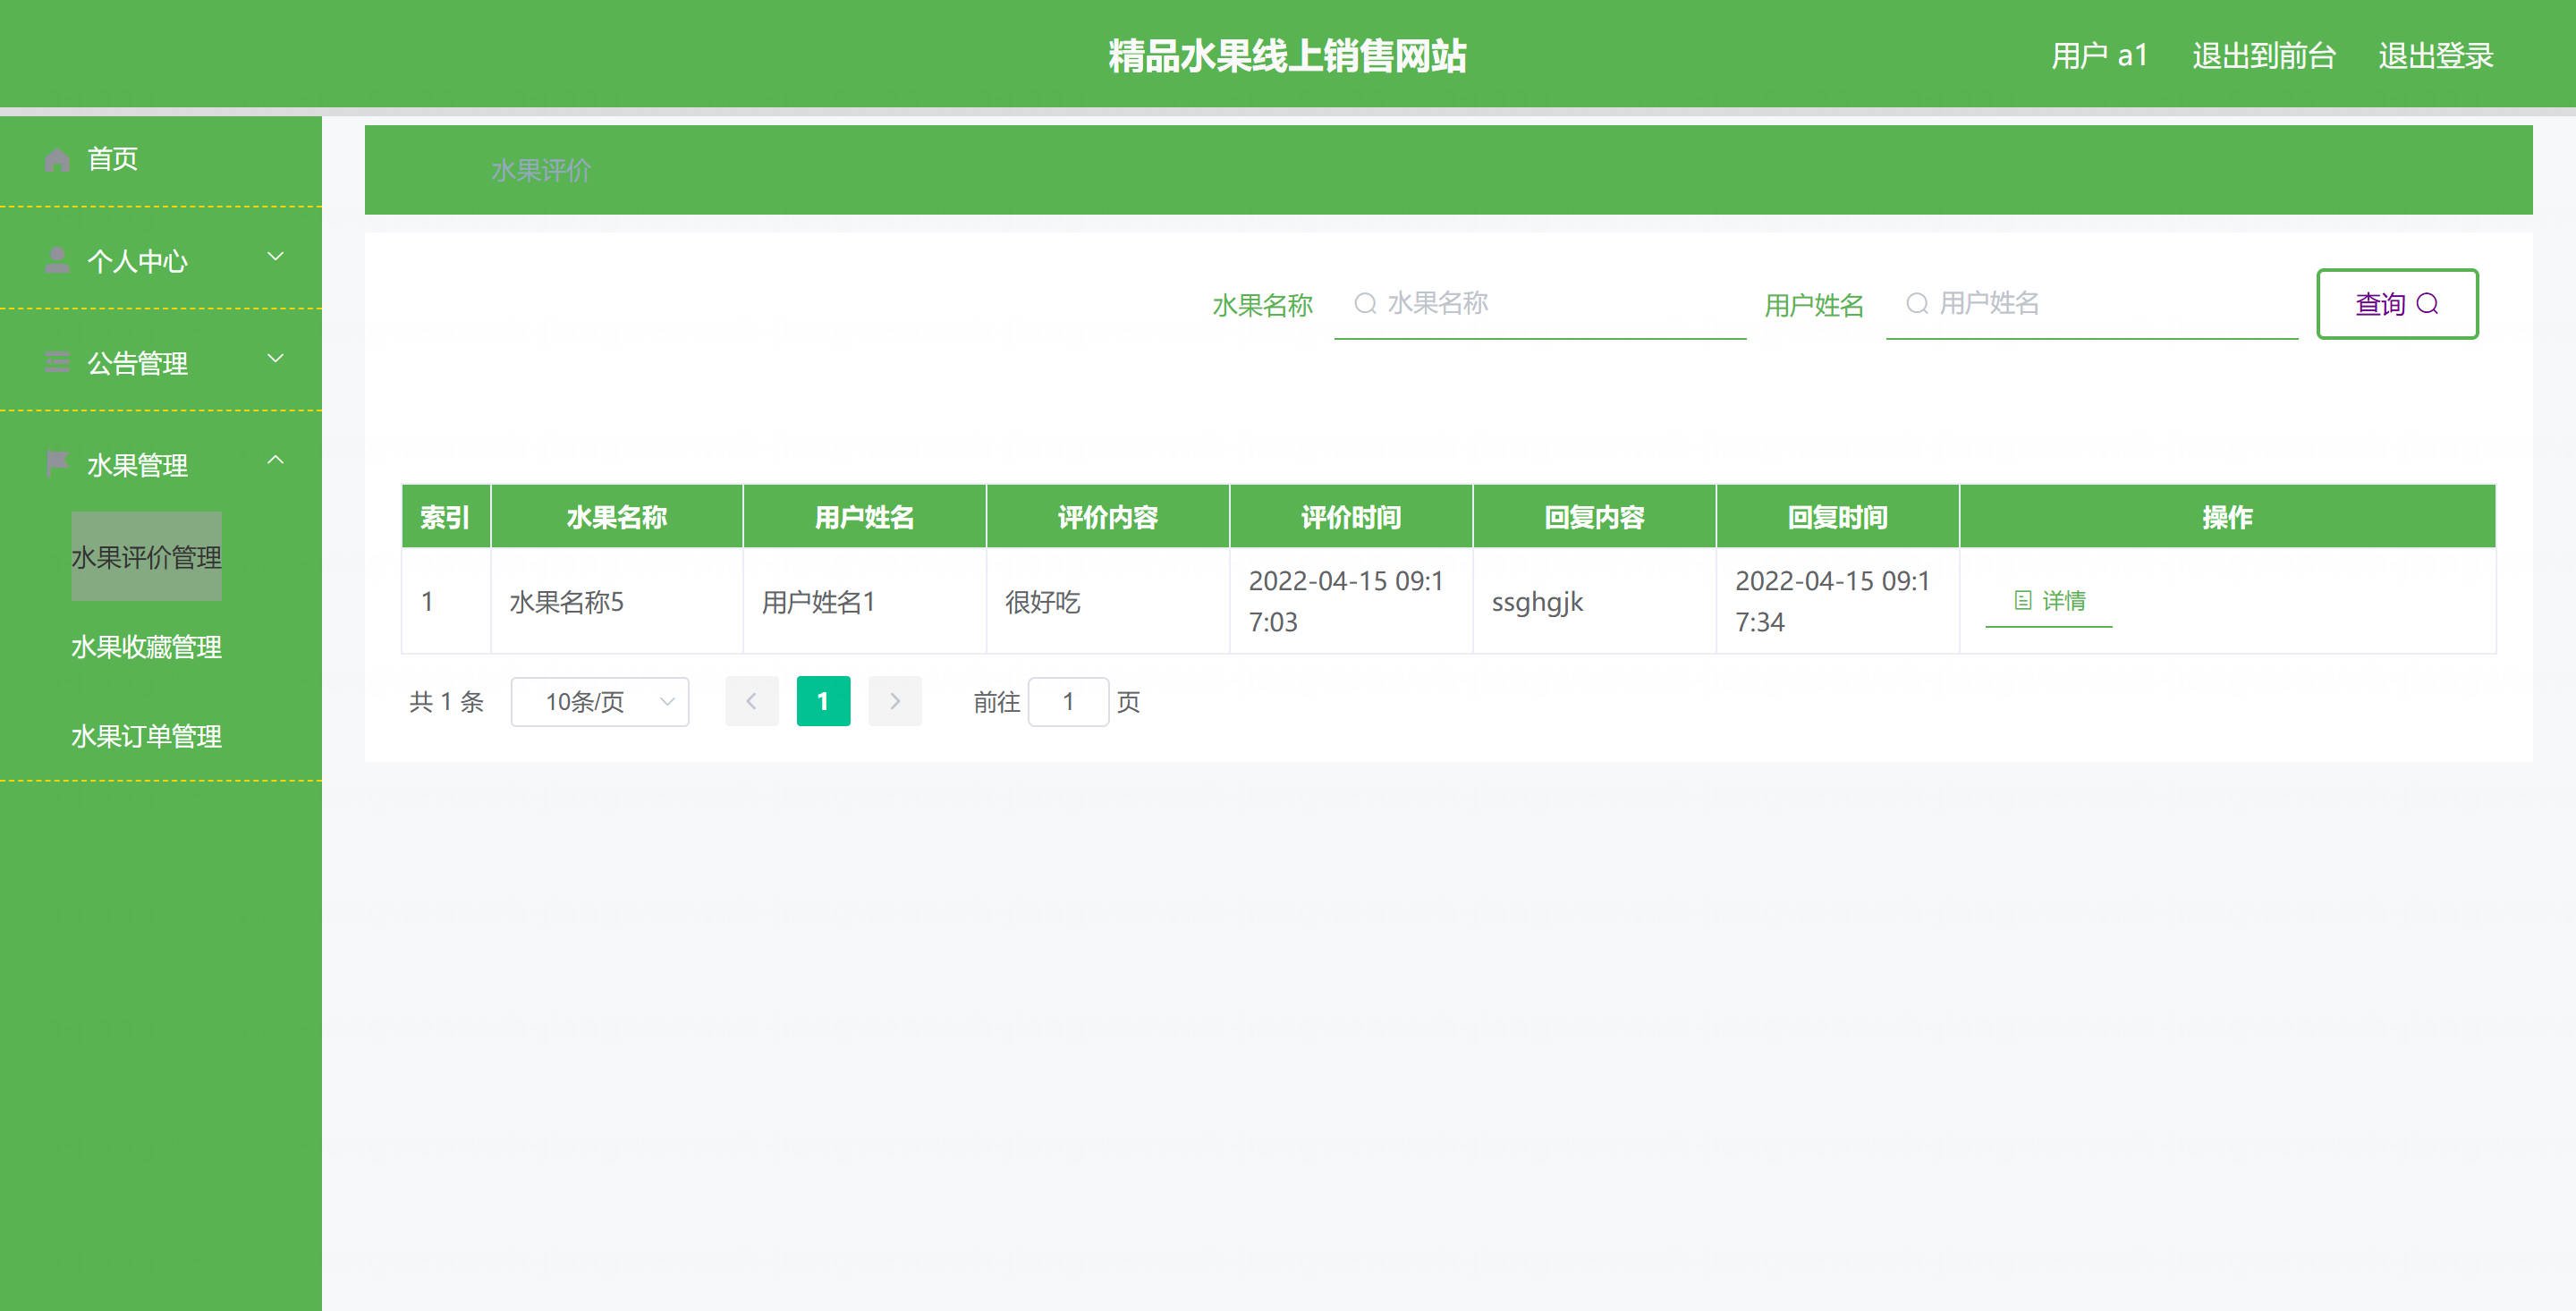 精品水果线上销售网站
用户 a1 退出到前台 退出登录
首页
个人中心
公告管理
水果管理
水果评价管理
水果收藏管理
水果订单管理
水果评价
水果名称 水果名称 用户姓名 用户姓名 查询
索引 水果名称 用户姓名 评价内容 评价时间 回复内容 回复时间 操作
1 水果名称5 用户姓名1 很好吃 2022-04-15 09:1 ssghgjk 2022-04-15 09:1 详情
7:03 7:34
共 1 条 10条/页 1 前往 1 页